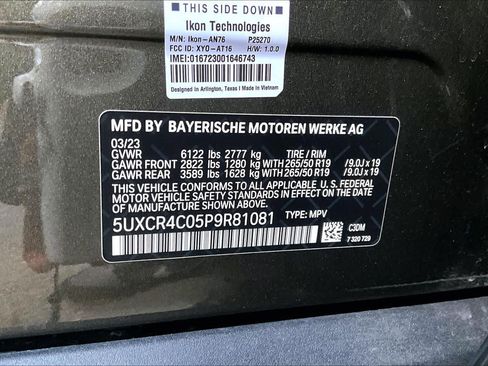 THIS SIDE DOWN
Ikon Technologies
M/N: Ikon-AN76 P25270
FCC ID: XYO-AT16 H/W: 1.0.0
IMEI:016723001646743
Designed in Arlington, Texas I Made in Vietnam
MFD BY BAYERISCHE MOTOREN WERKE AG
03/23
GVWR 6122 lbs 2777 kg TIRE / RIM
GAWR FRONT 2822 lbs 1280 kg WITH 265/50 R19 /9.0J x 19
GAWR REAR 3589 lbs 1628 kg WITH 265/50 R19 /9.0J x 19
THIS VEHICLE CONFORMS TO ALL APPLICABLE U.S. FEDERAL MOTOR
VEHICLE SAFETY STANDARDS IN EFFECT ON THE DATE OF
MANUFACTURE SHOWN ABOVE.
5UXCR4C05P9R81081 TYPE: MPV
C3DM
7 320 729